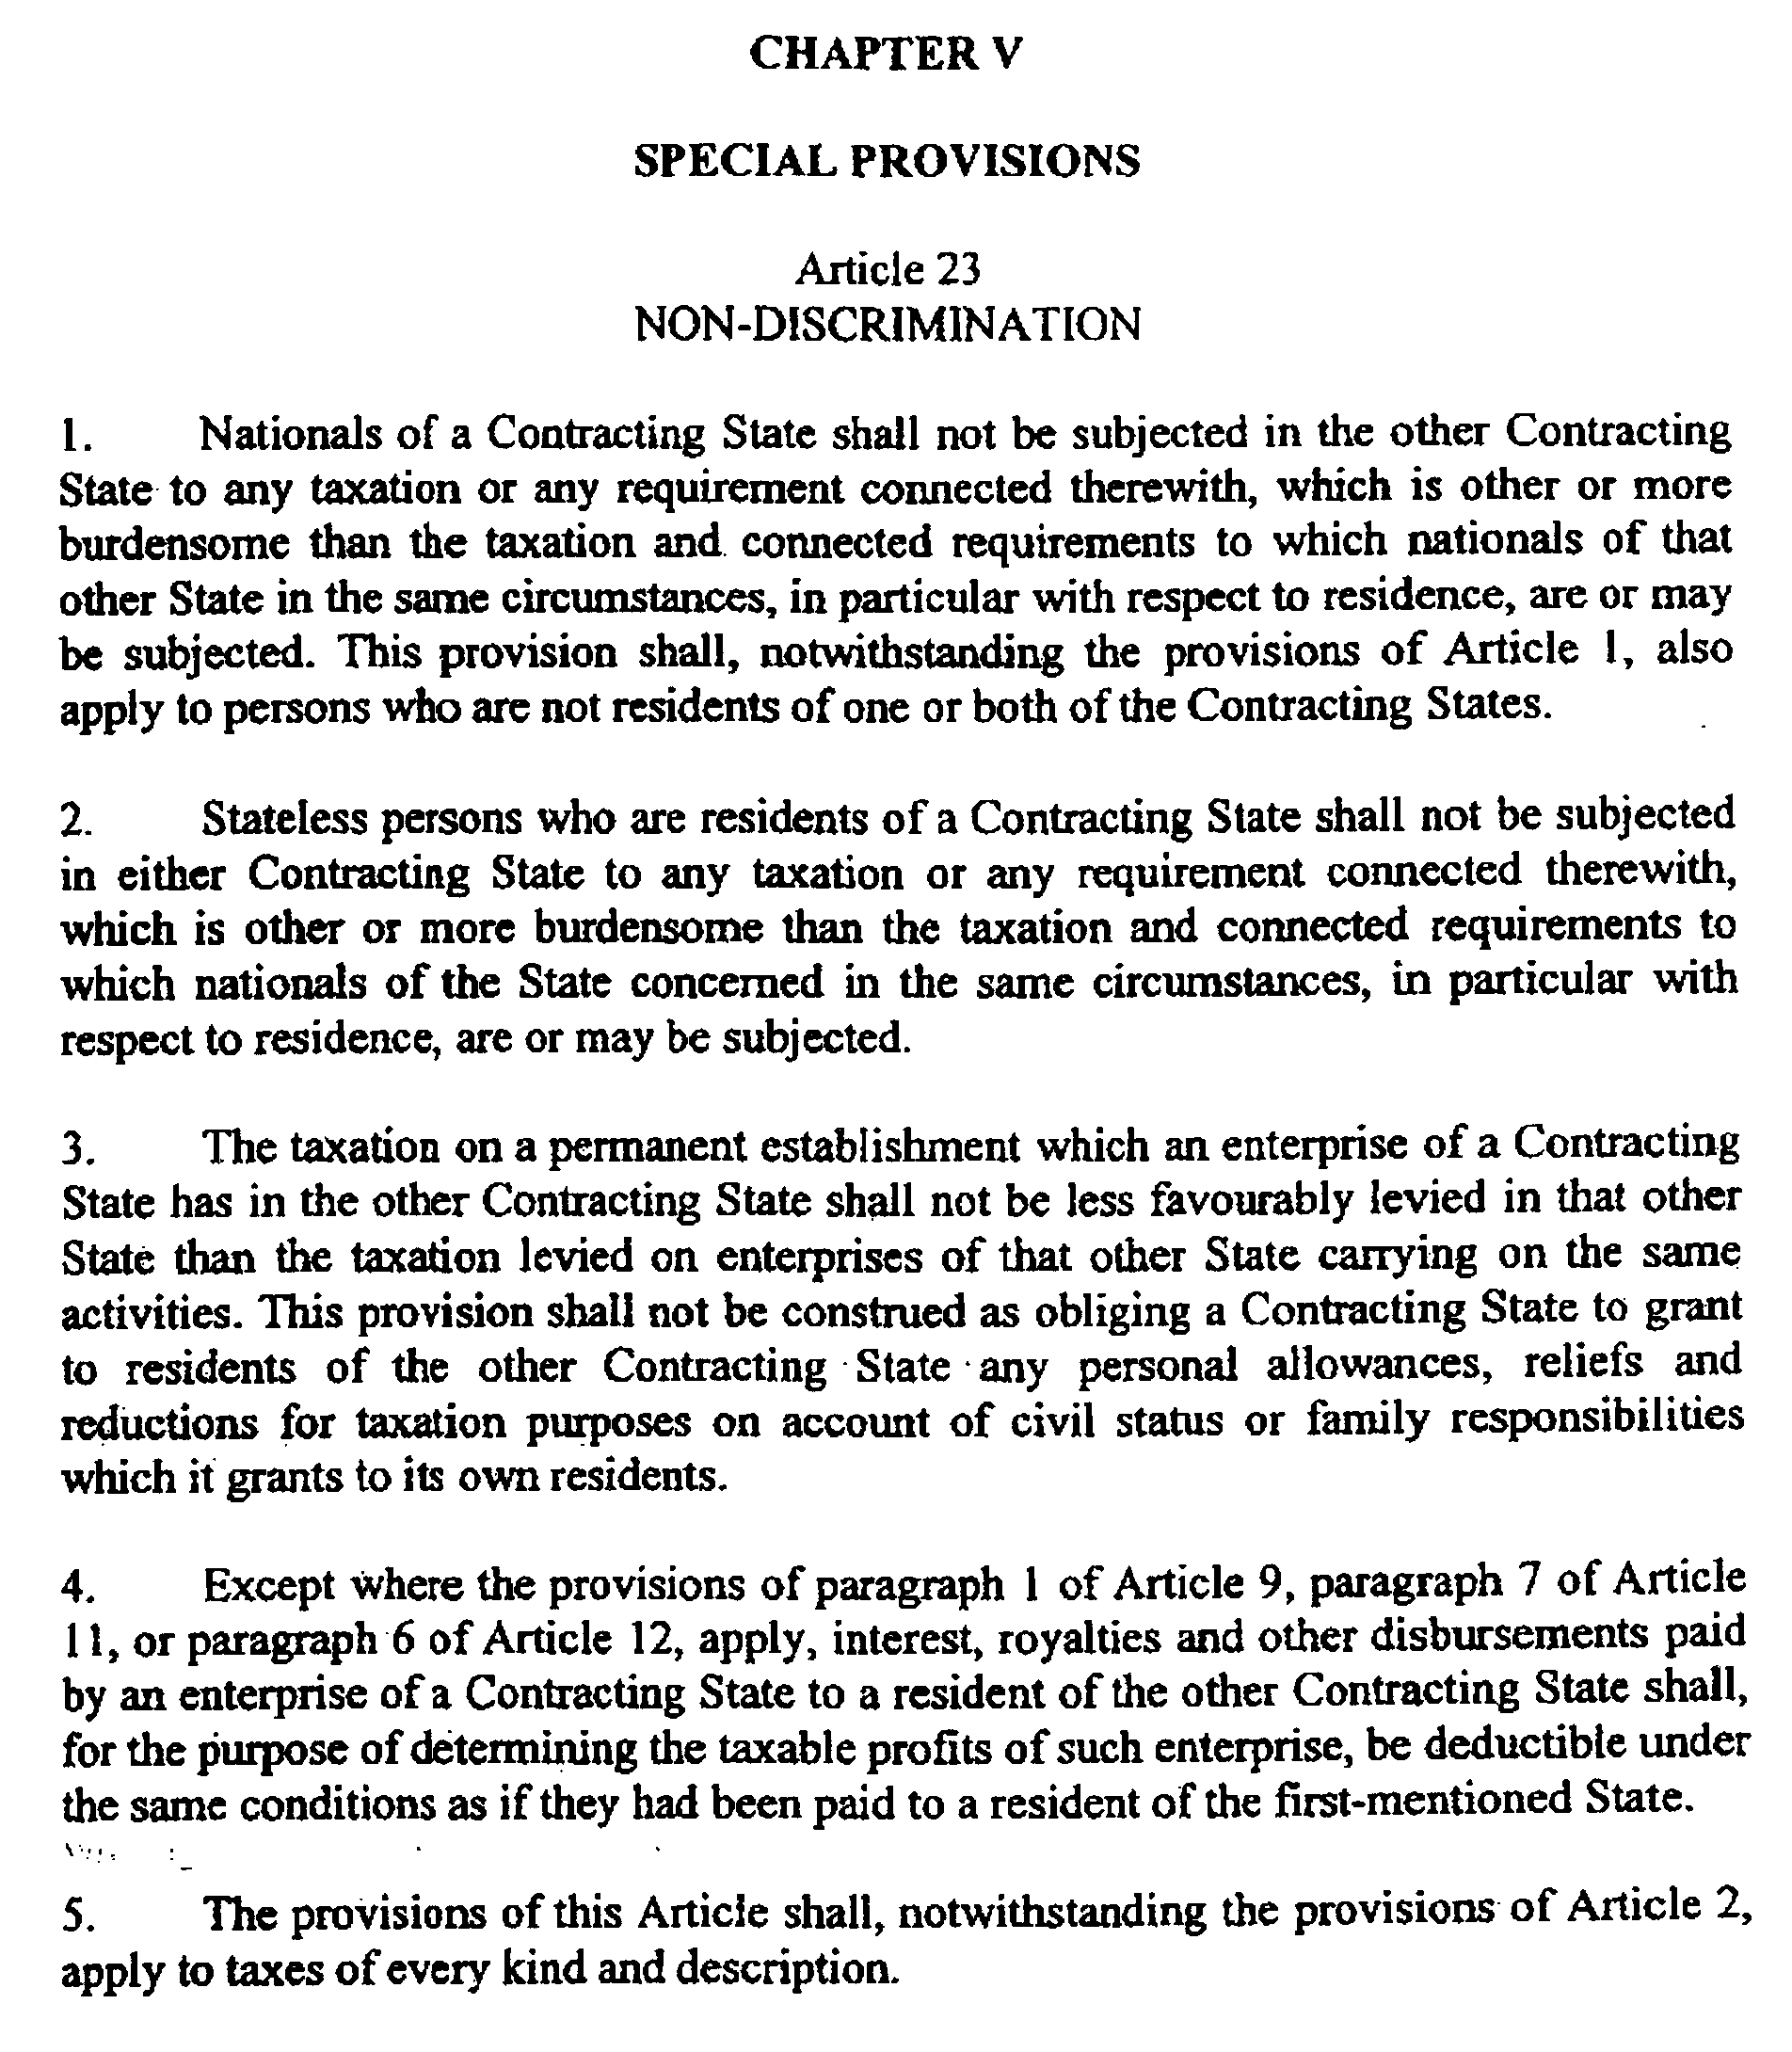 CHAPTER V
SPECIAL PROVISIONS
Article 23
NON-DISCRIMINATION
1. Nationals of a Contracting State shall not be subjected in the other Contracting
State to any taxation or any requirement connected therewith, which is other or more
burdensome than the taxation and connected requirements to which nationals of that
other State in the same circumstances, in particular with respect to residence, are or may
be subjected. This provision shall, notwithstanding the provisions of Article 1, also
apply to persons who are not residents of one or both of the Contracting States.
2. Stateless persons who are residents of a Contracting State shall not be subjected
in either Contracting State to any taxation or any requirement connected therewith,
which is other or more burdensome than the taxation and connected requirements to
which nationals of the State concerned in the same circumstances, in particular with
respect to residence, are or may be subjected.
3. The taxation on a permanent establishment which an enterprise of a Contracting
State has in the other Contracting State shall not be less favourably levied in that other
State than the taxation levied on enterprises of that other State carrying on the same
activities. This provision shall not be construed as obliging a Contracting State to grant
to residents of the other Contracting State any personal allowances, reliefs and
reductions for taxation purposes on account of civil status or family responsibilities
which it grants to its own residents.
4. Except where the provisions of paragraph 1 of Article 9, paragraph 7 of Article
11, or paragraph 6 of Article 12, apply, interest, royalties and other disbursements paid
by an enterprise of a Contracting State to a resident of the other Contracting State shall,
for the purpose of determining the taxable profits of such enterprise, be deductible under
the same conditions as if they had been paid to a resident of the first-mentioned State.
5. The provisions of this Article shall, notwithstanding the provisions of Article 2,
apply to taxes of every kind and description.